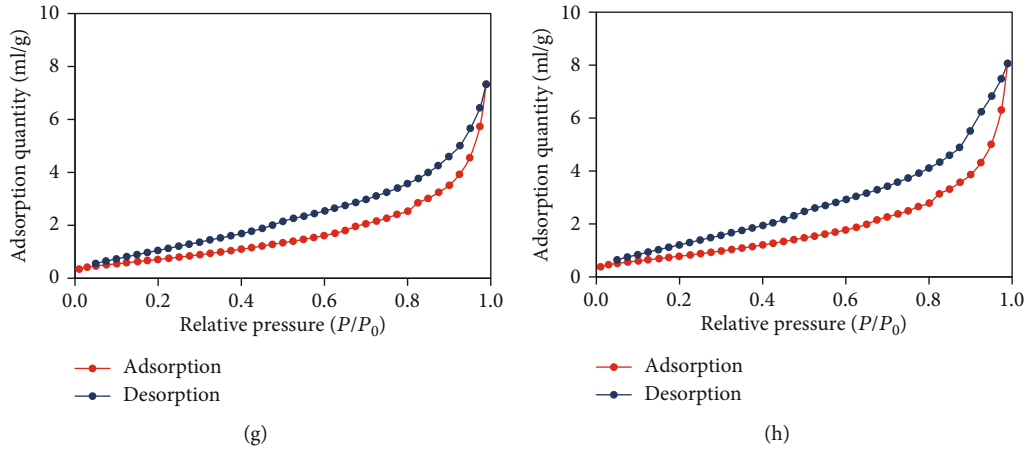 10
8
6
4
2
0
Adsorption quantity (ml/g)
0.0 0.2 0.4 0.6 0.8 1.0
Relative pressure (P/P0)
Adsorption
Desorption
(g)
10
8
6
4
2
0
Adsorption quantity (ml/g)
0.0 0.2 0.4 0.6 0.8 1.0
Relative pressure (P/P0)
Adsorption
Desorption
(h)